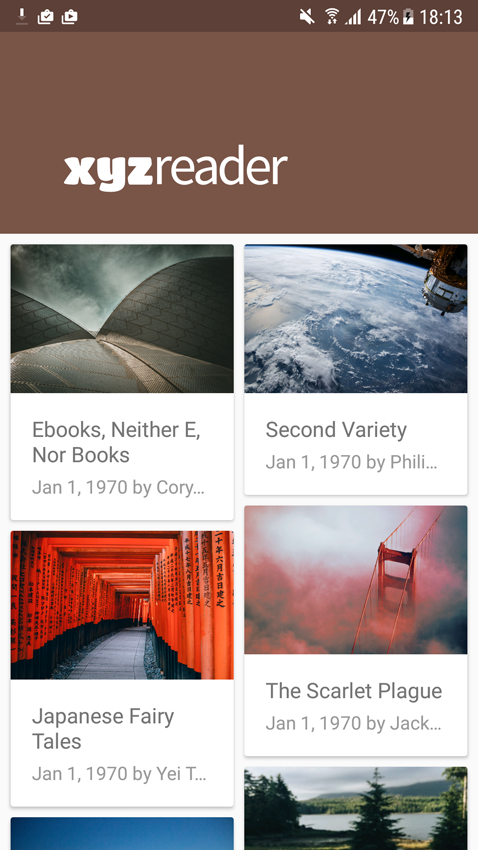 47% 18:13
xyzreader
Ebooks, Neither E,
Nor Books
Jan 1, 1970 by Cory...
Second Variety
Jan 1, 1970 by Phili...
Japanese Fairy
Tales
Jan 1, 1970 by Yei T...
The Scarlet Plague
Jan 1, 1970 by Jack...